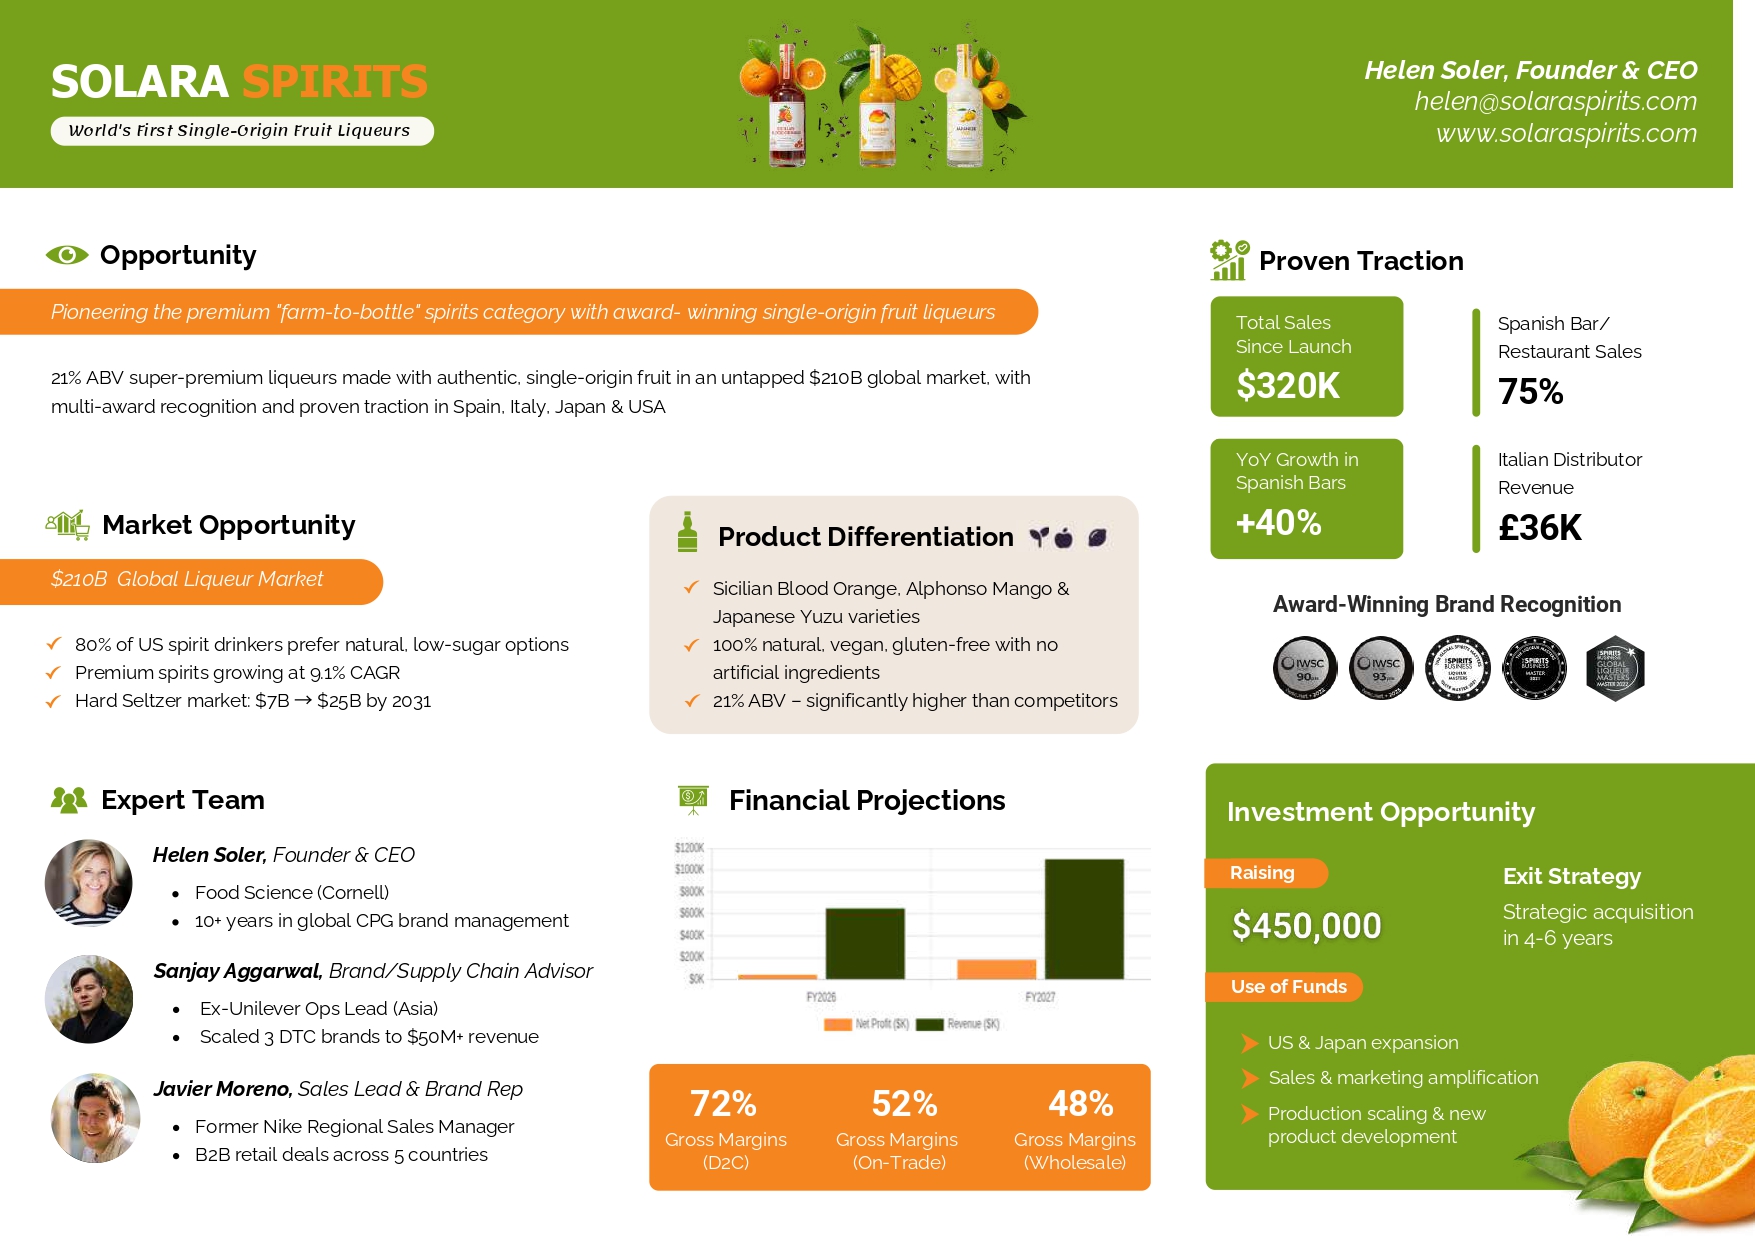 SOLARA SPIRITS
World's First Single-Origin Fruit Liqueurs
Helen Soler, Founder & CEO
helen@solaraspirits.com
www.solaraspirits.com
Opportunity
Pioneering the premium "farm-to-bottle" spirits category with award- winning single-origin fruit liqueurs
21% ABV super-premium liqueurs made with authentic, single-origin fruit in an untapped $210B global market, with
multi-award recognition and proven traction in Spain, Italy, Japan & USA
Market Opportunity
$210B Global Liqueur Market
80% of US spirit drinkers prefer natural, low-sugar options
Premium spirits growing at 9.1% CAGR
Hard Seltzer market: $7B → $25B by 2031
Product Differentiation
Sicilian Blood Orange, Alphonso Mango &
Japanese Yuzu varieties
100% natural, vegan, gluten-free with no
artificial ingredients
21% ABV – significantly higher than competitors
Proven Traction
Total Sales
Since Launch
$320K
Spanish Bar/
Restaurant Sales
75%
YoY Growth in
Spanish Bars
+40%
Italian Distributor
Revenue
£36K
Award-Winning Brand Recognition
IWSC
90
IWSC
93
SPIRITS
BUSINESS
LIQUEUR
MASTERS
SPIRITS
BUSINESS
MASTER
2021
SPIRITS
BUSINESS
GLOBAL
LIQUEUR
MASTERS
MASTER 2022
Expert Team
Helen Soler, Founder & CEO
Food Science (Cornell)
10+ years in global CPG brand management
Sanjay Aggarwal, Brand/Supply Chain Advisor
Ex-Unilever Ops Lead (Asia)
Scaled 3 DTC brands to $50M+ revenue
Javier Moreno, Sales Lead & Brand Rep
Former Nike Regional Sales Manager
B2B retail deals across 5 countries
Financial Projections
$1200K
$1000K
$800K
$600K
$400K
$200K
$0K
FY2026
FY2027
Net Profit ($K)
Revenue ($K)
72%
Gross Margins
(D2C)
52%
Gross Margins
(On-Trade)
48%
Gross Margins
(Wholesale)
Investment Opportunity
Raising
$450,000
Exit Strategy
Strategic acquisition
in 4-6 years
Use of Funds
US & Japan expansion
Sales & marketing amplification
Production scaling & new
product development